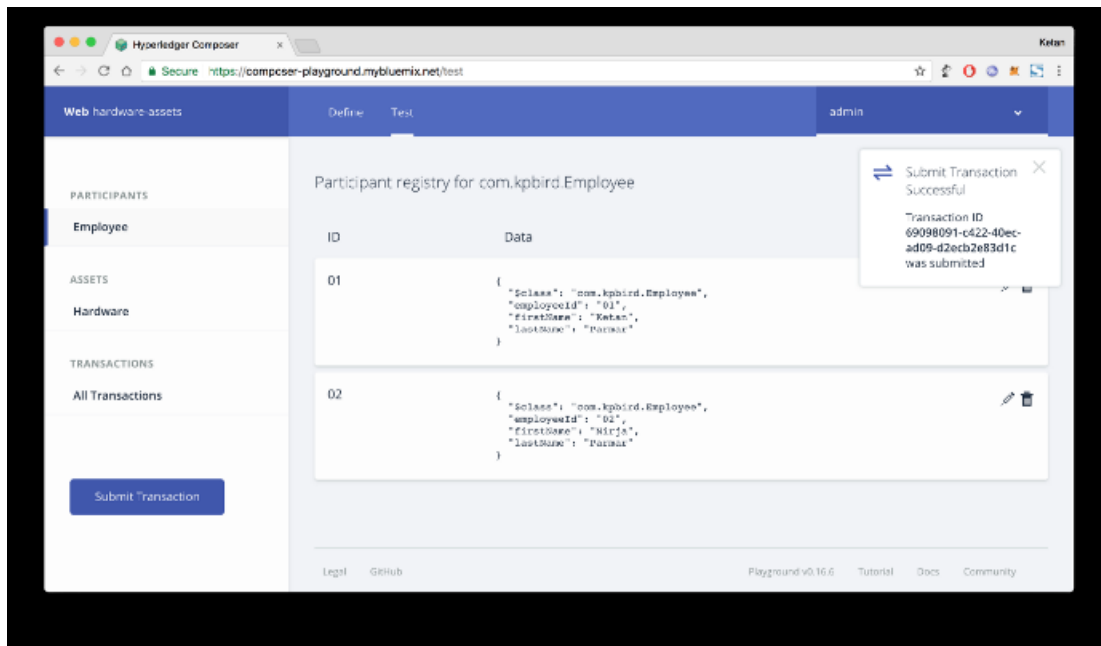 Hyperledger Composer
Ketan
Secure https://composer-playground.mybluemix.net/test
Web hardware-assets
Define Test
admin
Submit Transaction
Successful
Transaction ID
69098091-c422-40ec-
ad09-d2ecb2e83d1c
was submitted
PARTICIPANTS
Employee
ASSETS
Hardware
TRANSACTIONS
All Transactions
Submit Transaction
Participant registry for com.kpbird.Employee
ID Data
01
{
"$class": "com.kpbird.Employee",
"employeeId": "01",
"firstName": "Ketan",
"lastName": "Parmar"
}
02
{
"$class": "com.kpbird.Employee",
"employeeId": "02",
"firstName": "Nirja",
"lastName": "Parmar"
}
Legal GitHub Playground v0.16.6 Tutorial Docs Community